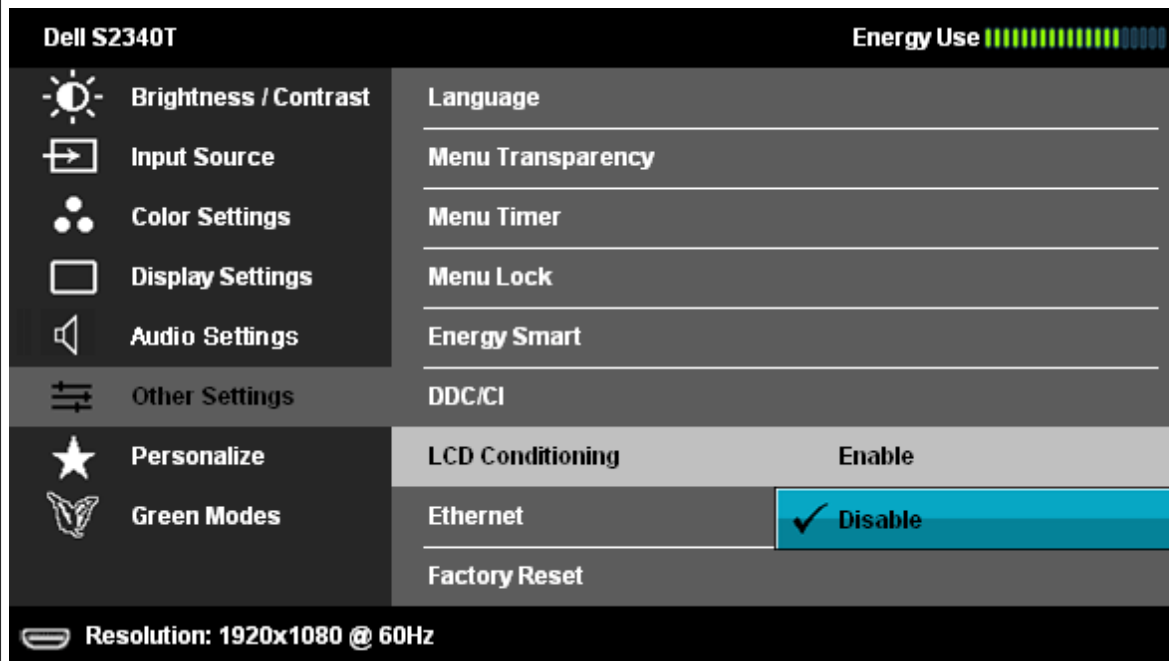 Dell S2340T Energy Use
Brightness / Contrast Language
Input Source Menu Transparency
Color Settings Menu Timer
Display Settings Menu Lock
Audio Settings Energy Smart
Other Settings DDC/CI
Personalize LCD Conditioning Enable
Green Modes Ethernet Disable
Factory Reset
Resolution: 1920x1080 @ 60Hz